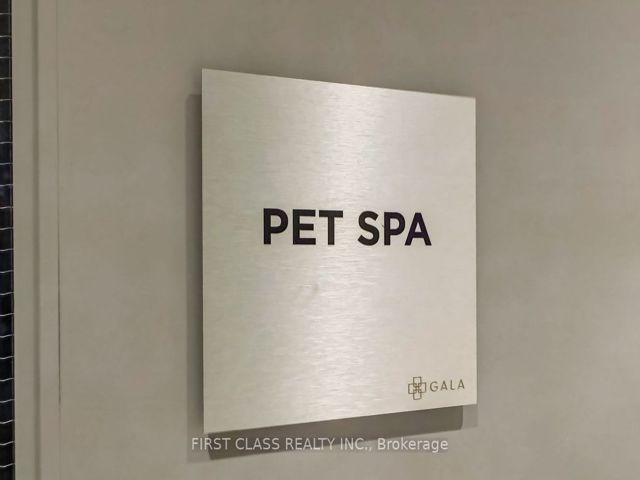 PET SPA
GALA
FIRST CLASS REALTY INC., Brokerage